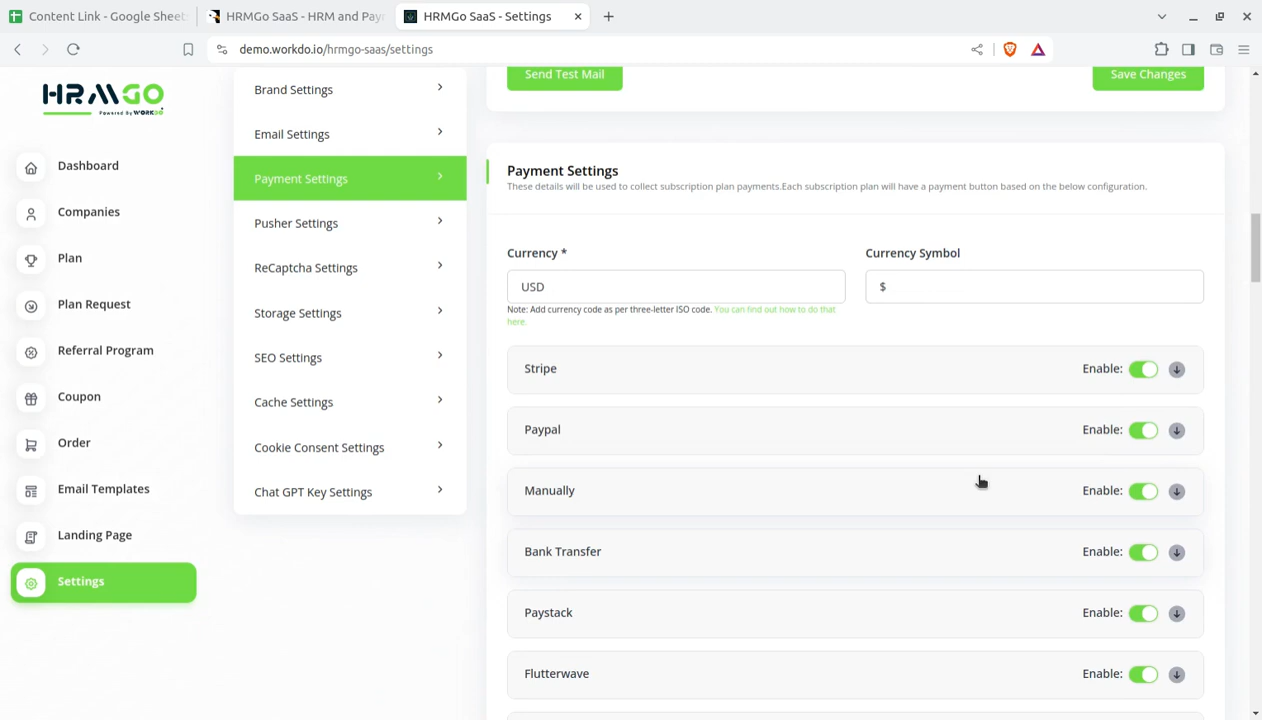 Content Link - Google Sheet
HRMGo SaaS - HRM and Payr
HRMGo SaaS - Settings
demo.workdo.io/hrmgo-saas/settings
HRMGO
Powered by WORKDO
Dashboard
Companies
Plan
Plan Request
Referral Program
Coupon
Order
Email Templates
Landing Page
Settings
Brand Settings
Email Settings
Payment Settings
Pusher Settings
ReCaptcha Settings
Storage Settings
SEO Settings
Cache Settings
Cookie Consent Settings
Chat GPT Key Settings
Send Test Mail
Save Changes
Payment Settings
These details will be used to collect subscription plan payments.Each subscription plan will have a payment button based on the below configuration.
Currency *
Currency Symbol
USD
$
Note: Add currency code as per three-letter ISO code. You can find out how to do that
here.
Stripe
Enable:
Paypal
Enable:
Manually
Enable:
Bank Transfer
Enable:
Paystack
Enable:
Flutterwave
Enable: